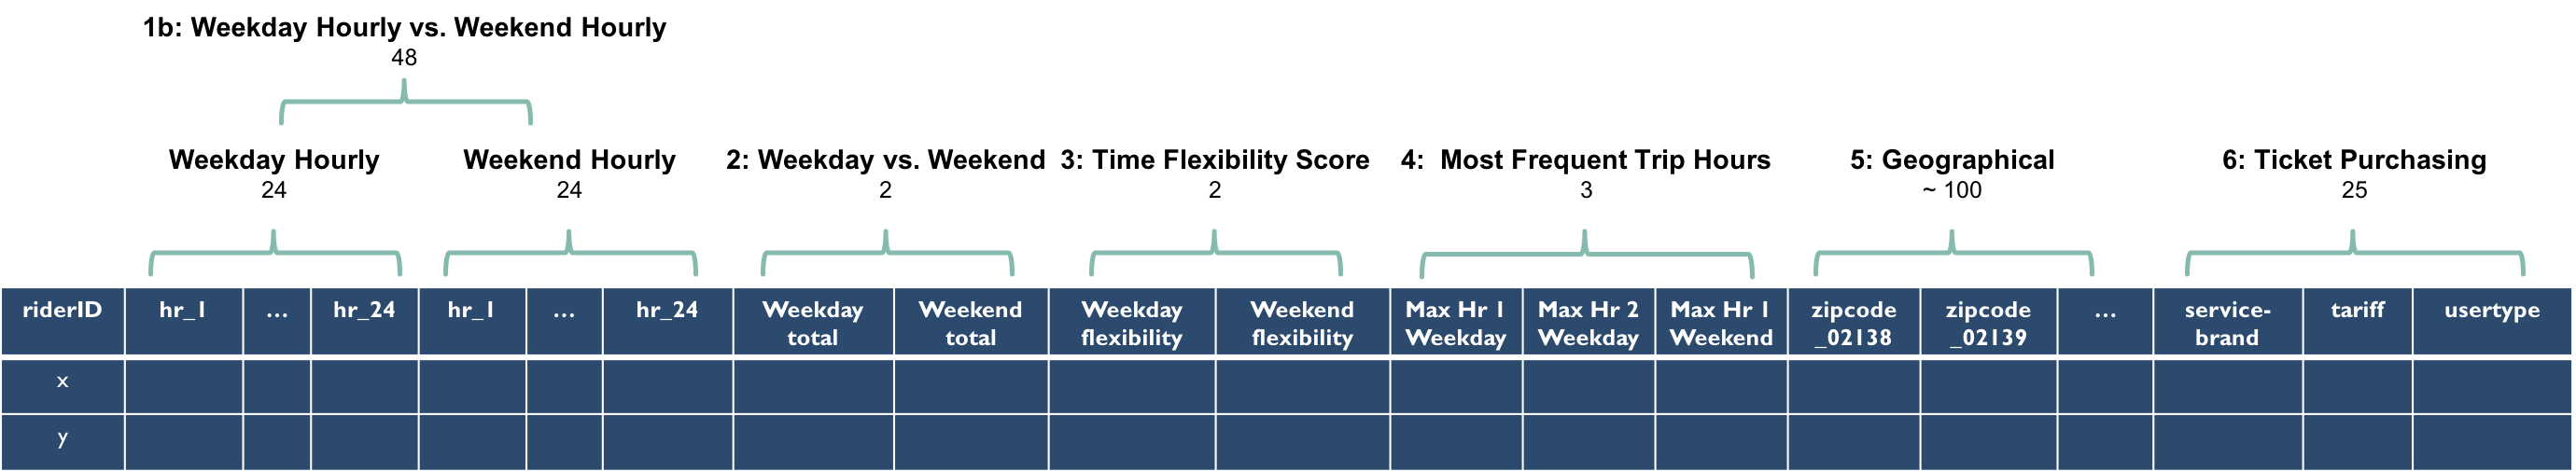 1b: Weekday Hourly vs. Weekend Hourly
48
Weekday Hourly
24
Weekend Hourly
24
2: Weekday vs. Weekend
2
3: Time Flexibility Score
2
4: Most Frequent Trip Hours
3
5: Geographical
~ 100
6: Ticket Purchasing
25
riderID
hr_1
...
hr_24
hr_1
...
hr_24
Weekday
total
Weekend
total
Weekday
flexibility
Weekend
flexibility
Max Hr 1
Weekday
Max Hr 2
Weekday
Max Hr 1
Weekend
zipcode
_02138
zipcode
_02139
...
service-
brand
tariff
usertype
x
y